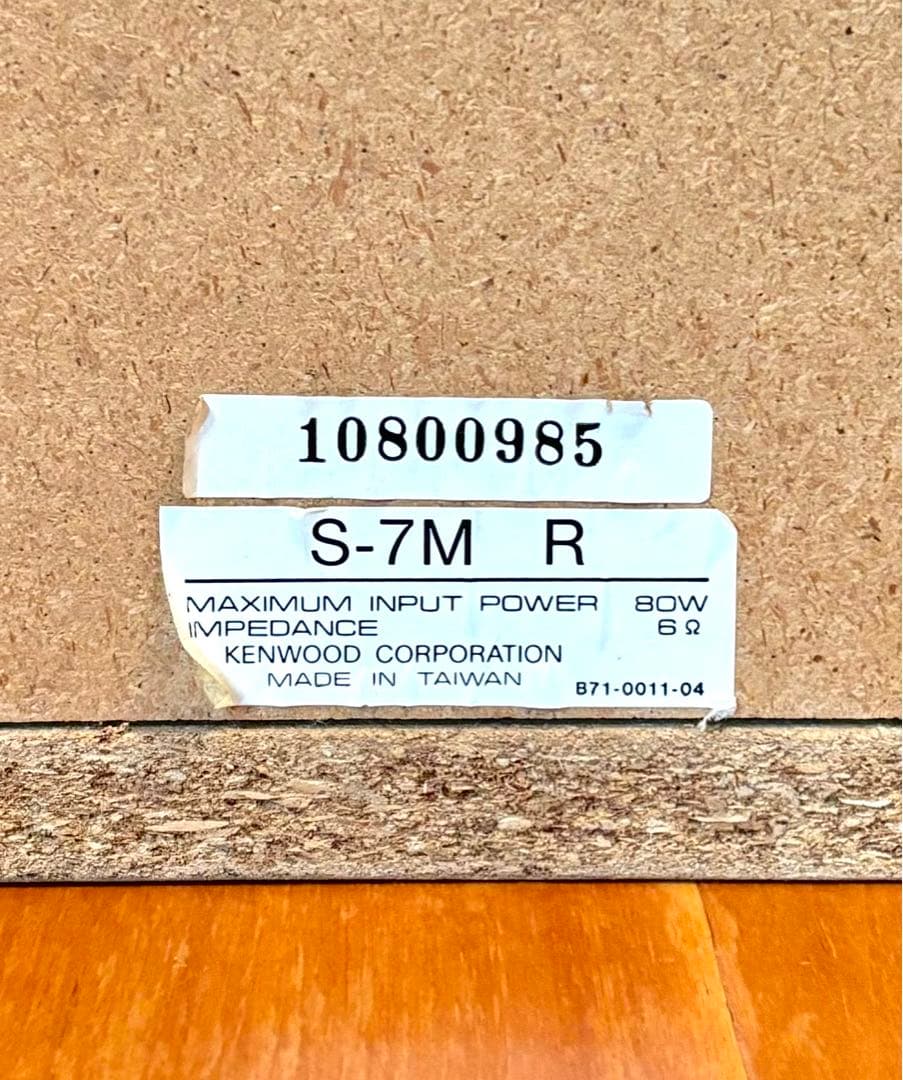 10800985
S-7M R
MAXIMUM INPUT POWER 80W
IMPEDANCE 6Ω
KENWOOD CORPORATION
MADE IN TAIWAN
B71-0011-04